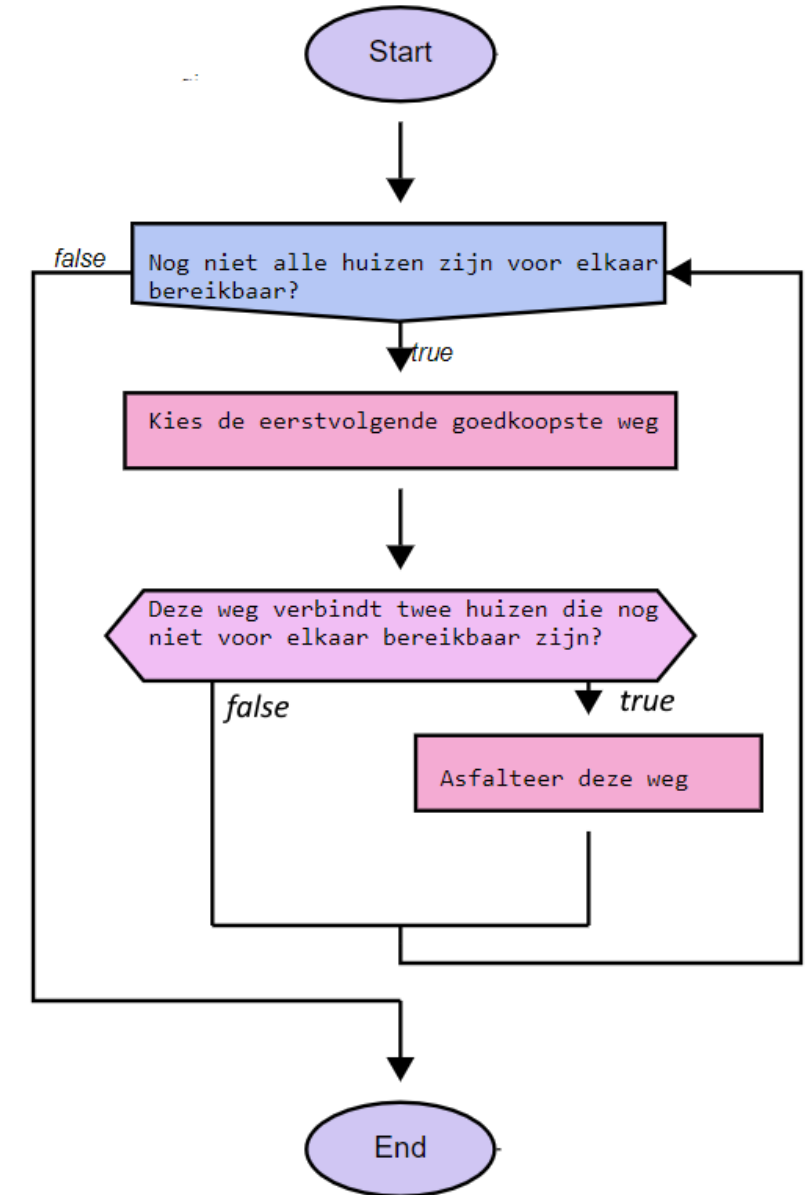 Start
false
Nog niet alle huizen zijn voor elkaar
bereikbaar?
true
Kies de eerstvolgende goedkoopste weg
Deze weg verbindt twee huizen die nog
niet voor elkaar bereikbaar zijn?
false
true
Asfalteer deze weg
End